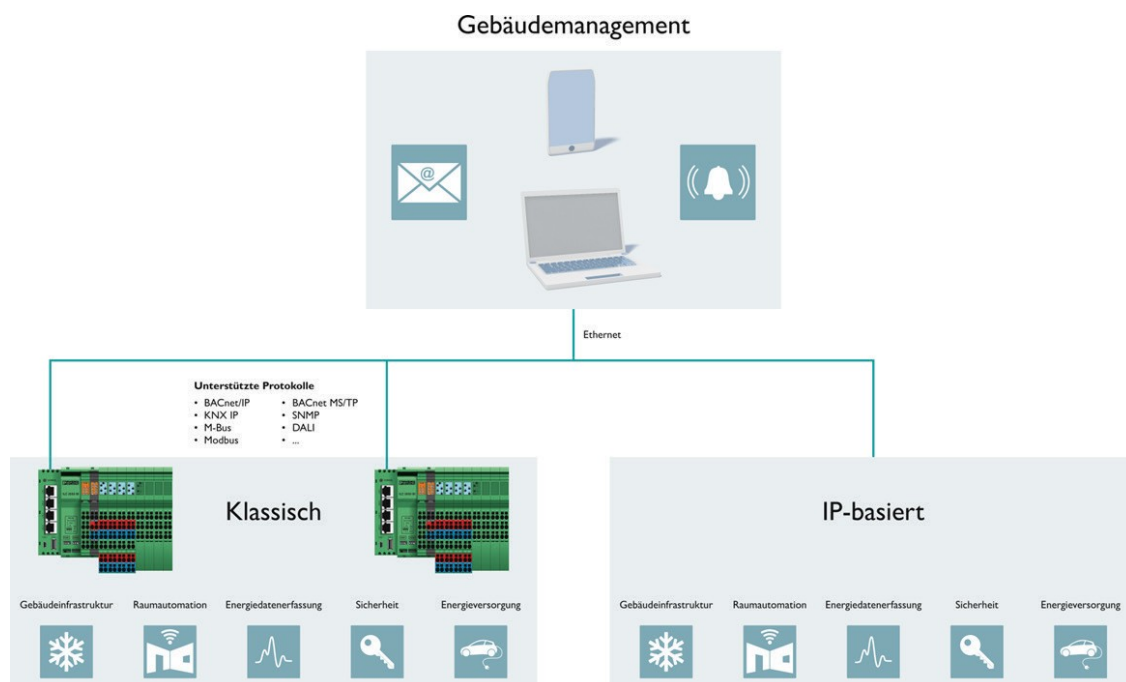 Gebäudemanagement
@
Ethernet
Unterstützte Protokolle
• BACnet/IP
• KNX IP
• M-Bus
• Modbus
• BACnet MS/TP
• SNMP
• DALI
• ...
Klassisch
IP-basiert
Gebäudeinfrastruktur Raumautomation Energiedatenerfassung Sicherheit Energieversorgung
Gebäudeinfrastruktur Raumautomation Energiedatenerfassung Sicherheit Energieversorgung